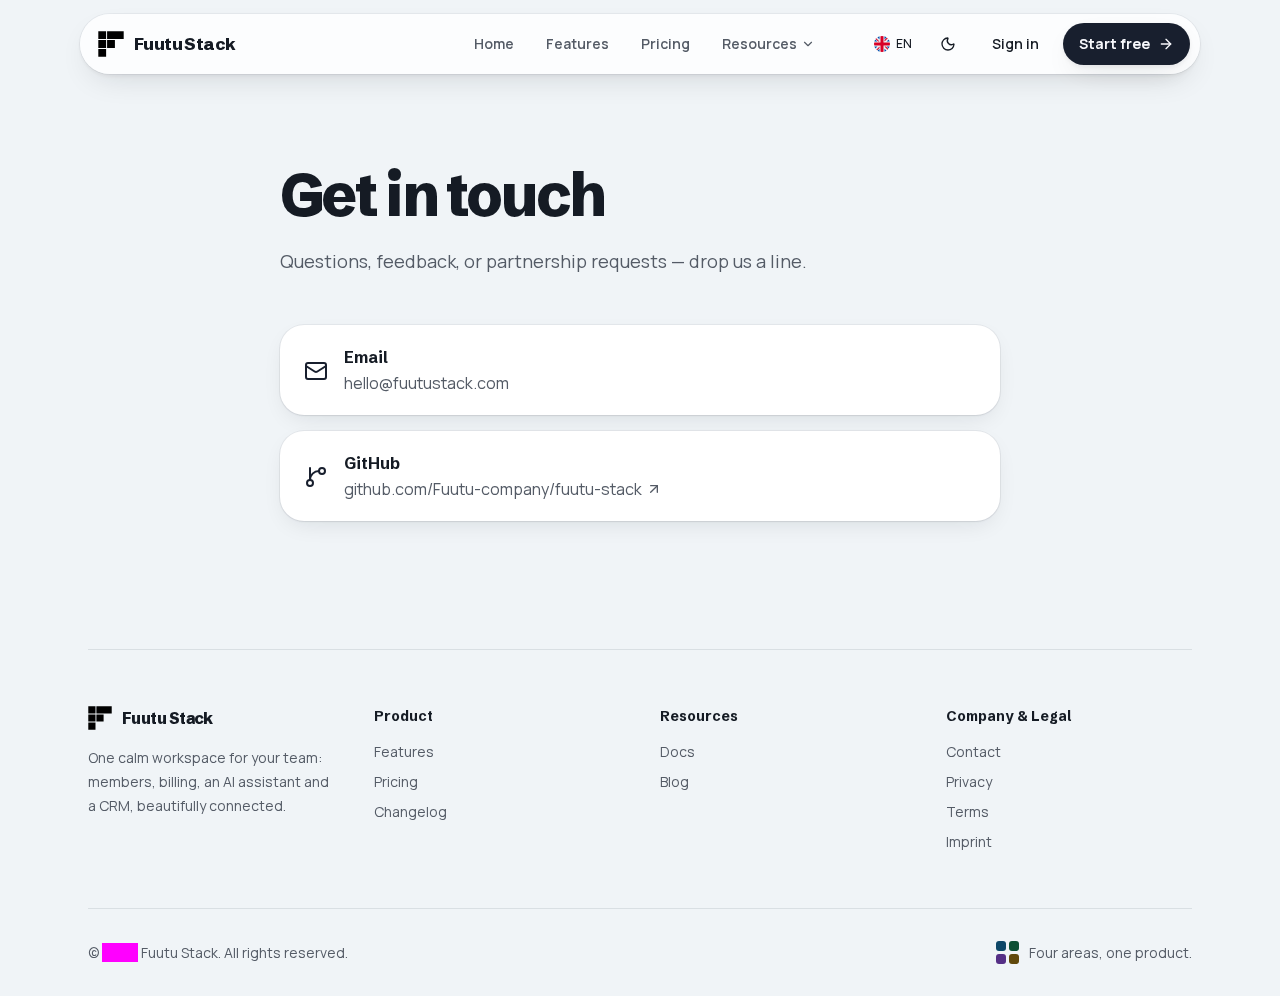 FuutuStack
Home
Features
Pricing
Resources
EN
Sign in
Start free
Get in touch
Questions, feedback, or partnership requests — drop us a line.
Email
hello@fuutustack.com
GitHub
github.com/Fuutu-company/fuutu-stack
Fuutu Stack
One calm workspace for your team:
members, billing, an AI assistant and
a CRM, beautifully connected.
Product
Features
Pricing
Changelog
Resources
Docs
Blog
Company & Legal
Contact
Privacy
Terms
Imprint
© Fuutu Stack. All rights reserved.
Four areas, one product.